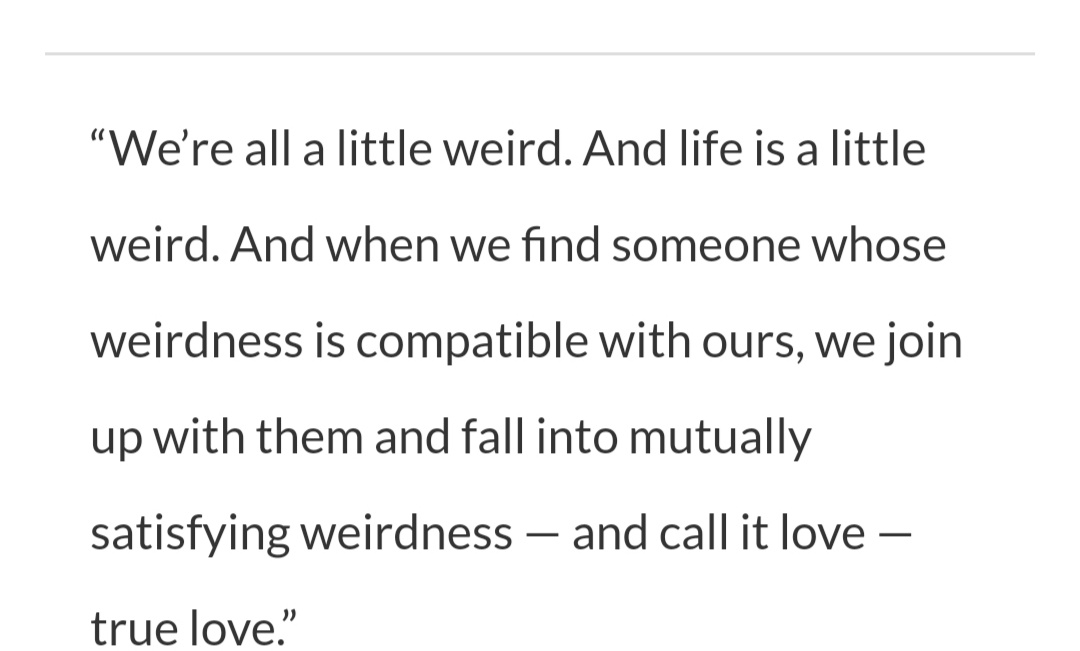 “We’re all a little weird. And life is a little
weird. And when we find someone whose
weirdness is compatible with ours, we join
up with them and fall into mutually
satisfying weirdness — and call it love —
true love.”